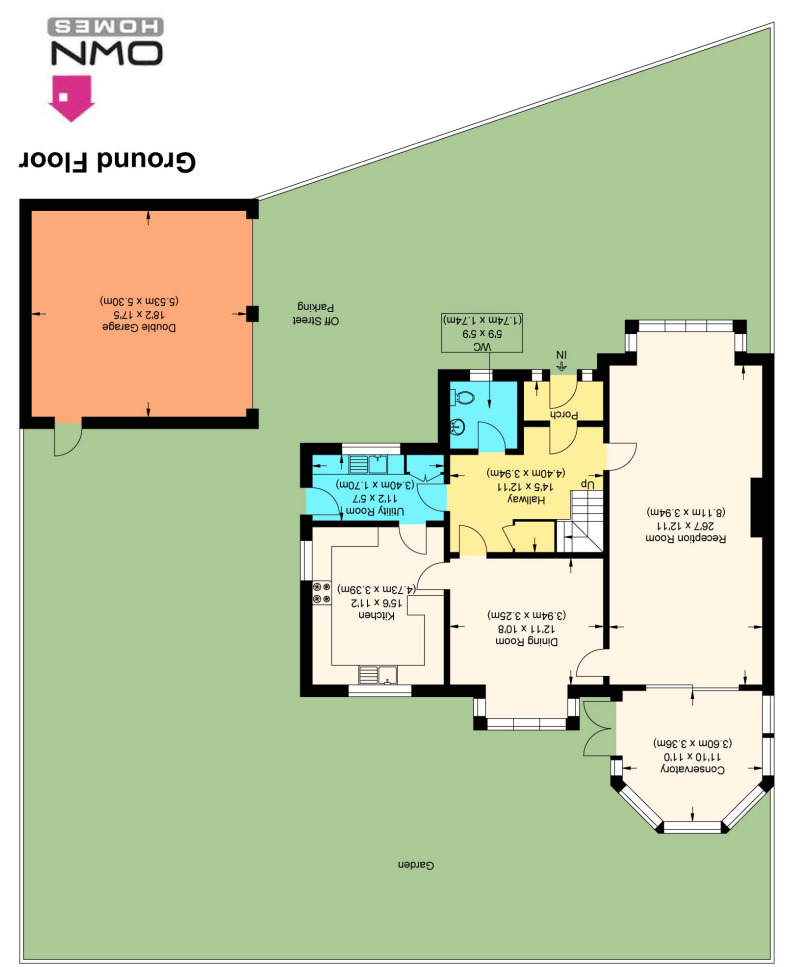 Garden
Conservatory
11'10 x 11'0
(3.60m x 3.36m)
Dining Room
12'11 x 10'8
(3.94m x 3.25m)
Kitchen
15'6 x 11'2
(4.73m x 3.39m)
Reception Room
26'7 x 12'11
(8.11m x 3.94m)
Up
Hallway
14'5 x 12'11
(4.40m x 3.94m)
Utility Room
11'2 x 5'7
(3.40m x 1.70m)
Porch
IN
WC
5'9 x 5'9
(1.74m x 1.74m)
Off Street
Parking
Double Garage
18'2 x 17'5
(5.53m x 5.30m)
Ground Floor
OWN
HOMES